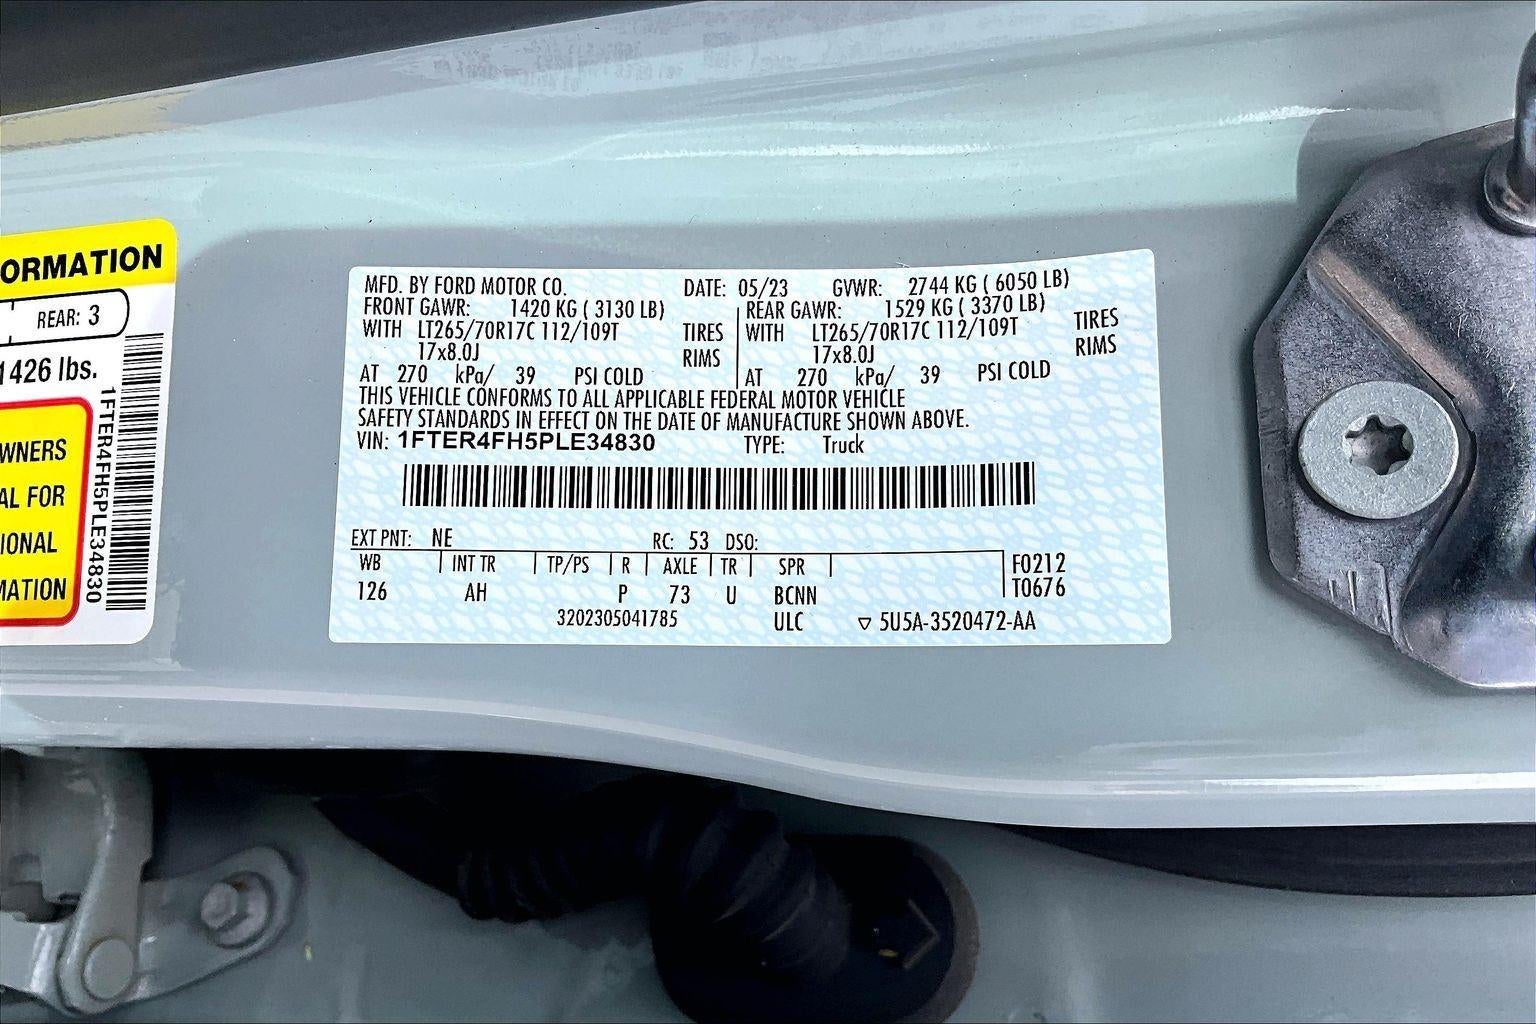 ORMATION
REAR: 3
1426 lbs.
WNERS
AL FOR
IONAL
MATION
1FTER4FH5PLE34830
MFD. BY FORD MOTOR CO. DATE: 05/23 GVWR: 2744 KG ( 6050 LB)
FRONT GAWR: 1420 KG ( 3130 LB) REAR GAWR: 1529 KG ( 3370 LB)
WITH LT265/70R17C 112/109T TIRES WITH LT265/70R17C 112/109T TIRES
17x8.0J RIMS 17x8.0J RIMS
AT 270 kPa/ 39 PSI COLD AT 270 kPa/ 39 PSI COLD
THIS VEHICLE CONFORMS TO ALL APPLICABLE FEDERAL MOTOR VEHICLE
SAFETY STANDARDS IN EFFECT ON THE DATE OF MANUFACTURE SHOWN ABOVE.
VIN: 1FTER4FH5PLE34830 TYPE: Truck
EXT PNT: NE RC: 53 DSO:
WB INT TR TP/PS R AXLE TR SPR F0212
126 AH P 73 U BCNN T0676
3202305041785 ULC ▽ 5U5A-3520472-AA